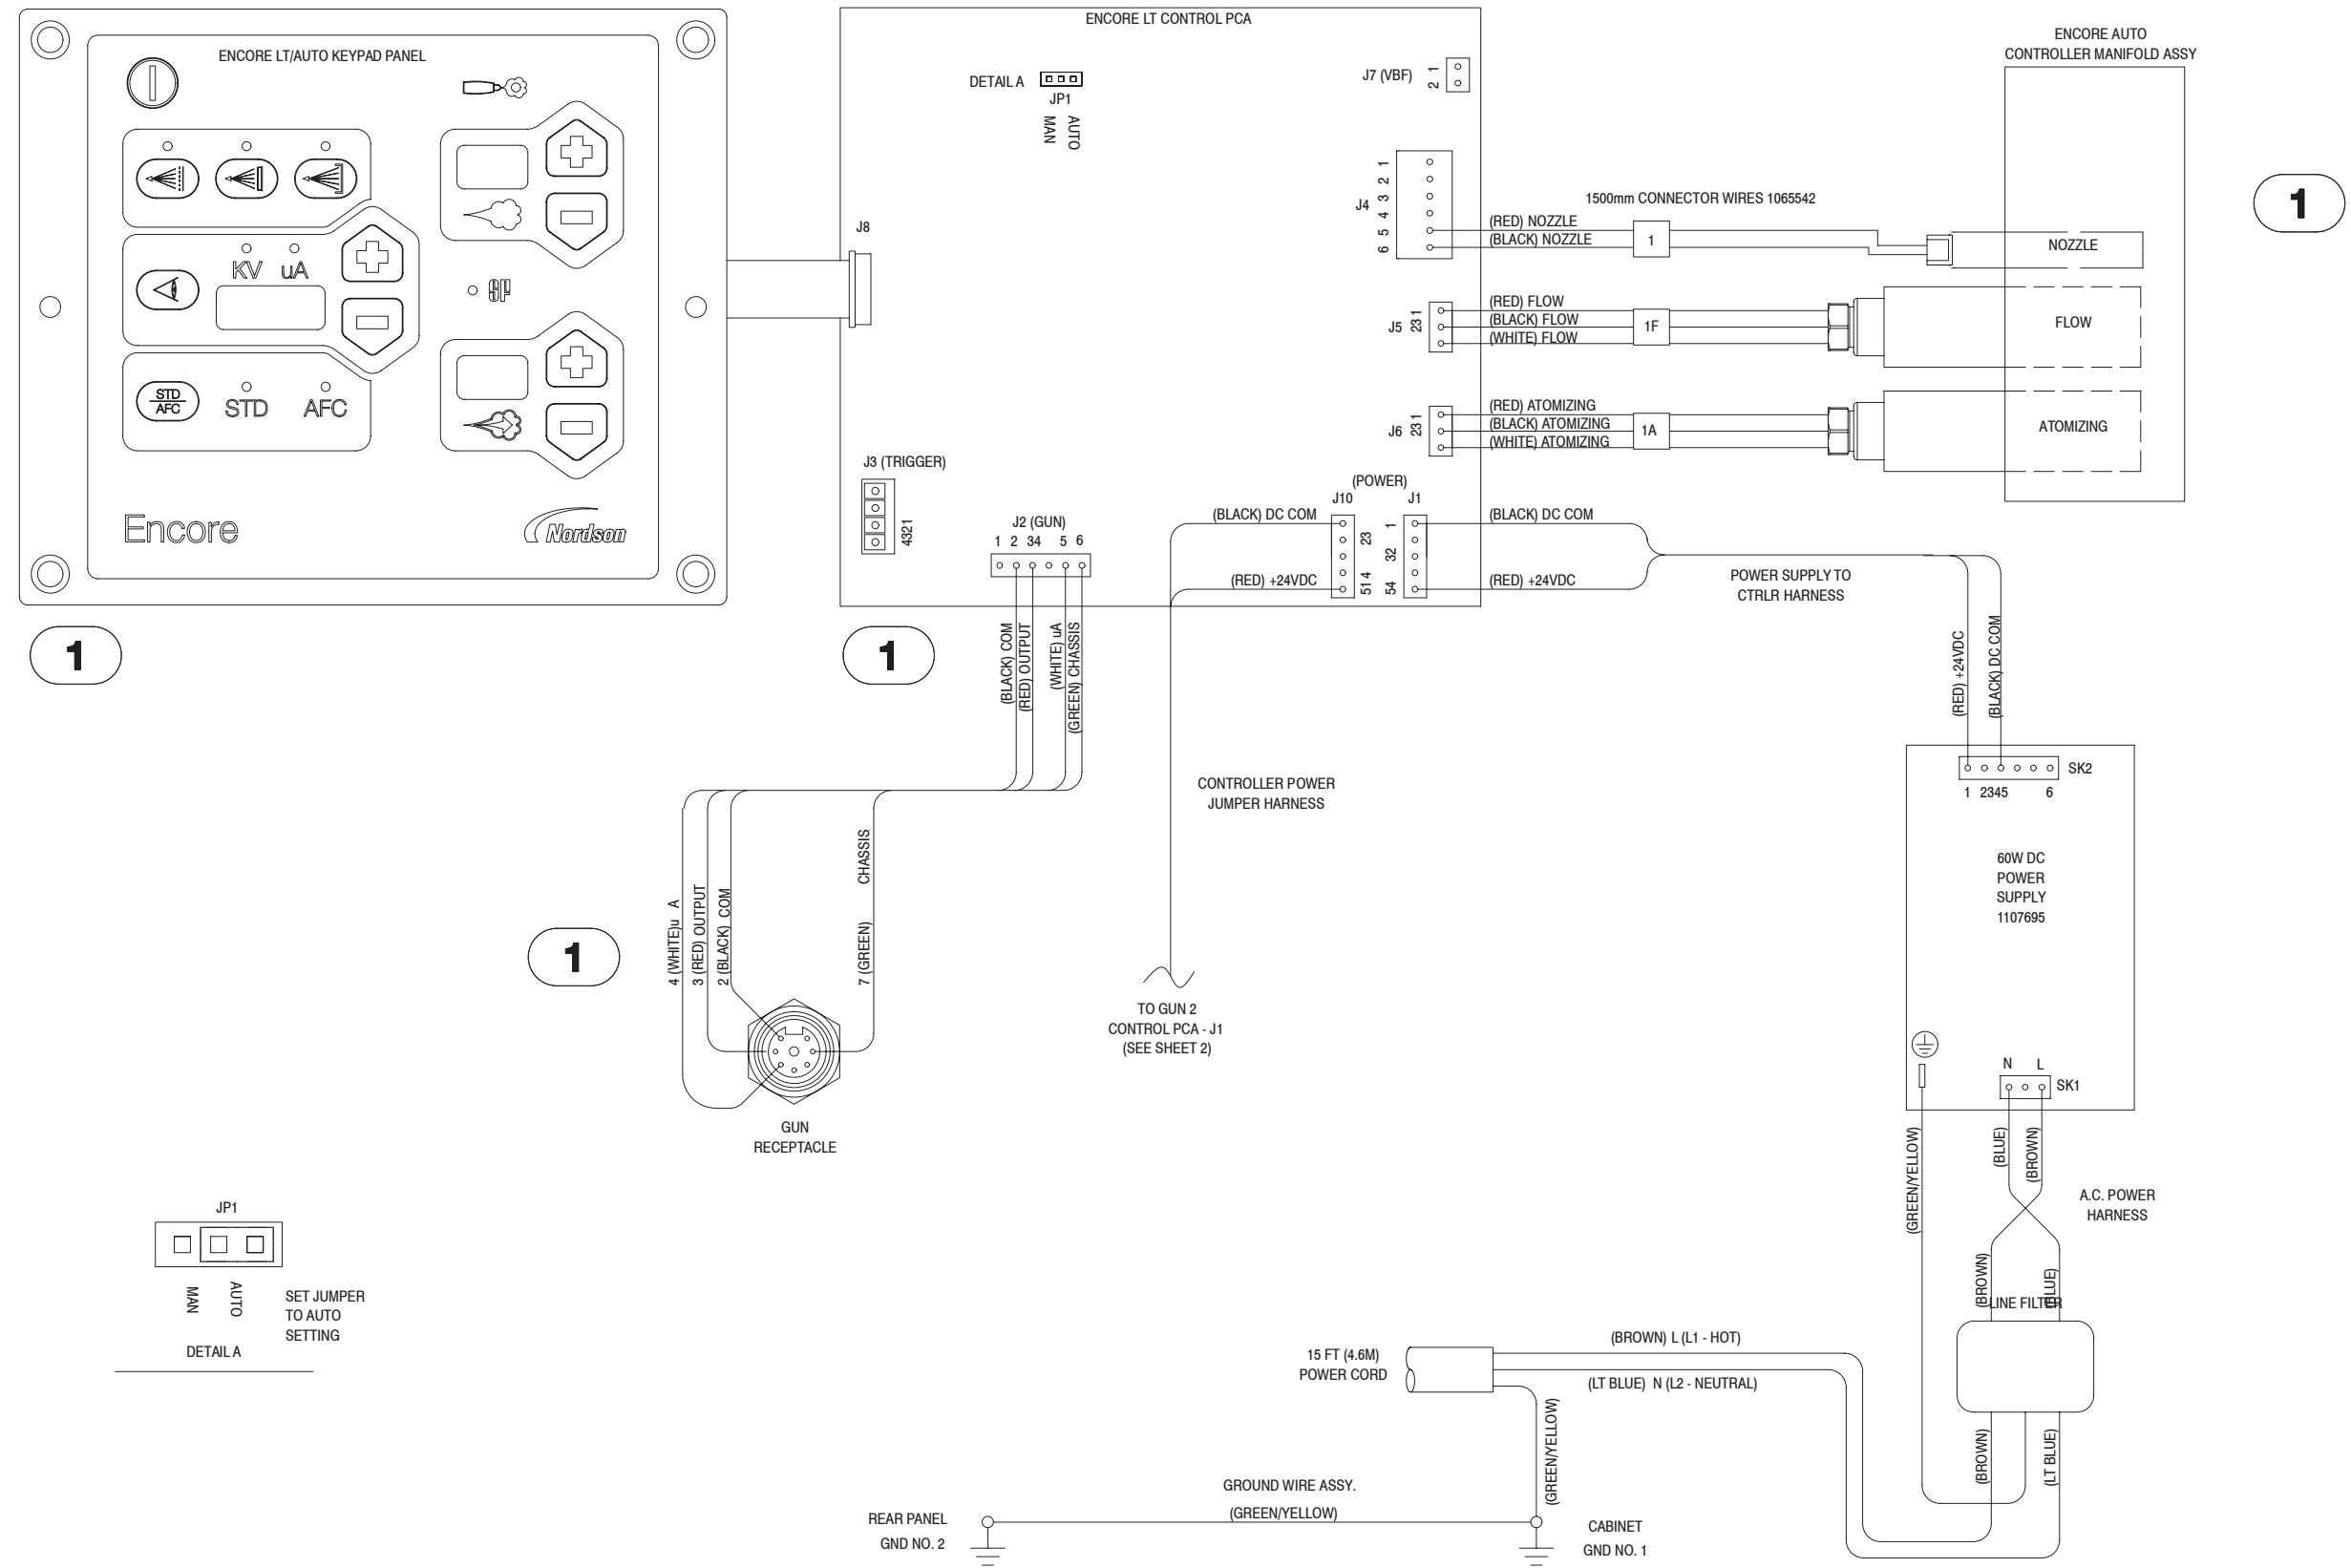 ENCORE LT/AUTO KEYPAD PANEL
KV uA
SF
STD
AFC
STD AFC
Encore
Nordson
1
ENCORE LT CONTROL PCA
DETAIL A
JP1
MAN
AUTO
J7 (VBF)
2 1
J8
J4
1
2
3
4
5
6
J5
231
J6
231
J3 (TRIGGER)
4321
J2 (GUN)
1 2 34 5 6
(POWER)
J10
J1
(BLACK) DC COM
(RED) +24VDC
23
514
1
32
54
1
(RED) NOZZLE
(BLACK) NOZZLE
1500mm CONNECTOR WIRES 1065542
1
(RED) FLOW
(BLACK) FLOW
(WHITE) FLOW
1F
(RED) ATOMIZING
(BLACK) ATOMIZING
(WHITE) ATOMIZING
1A
ENCORE AUTO
CONTROLLER MANIFOLD ASSY
NOZZLE
FLOW
ATOMIZING
1
(BLACK) DC COM
(RED) +24VDC
POWER SUPPLY TO
CTRLR HARNESS
(RED) +24VDC
(BLACK) DC COM
SK2
1 2345 6
60W DC
POWER
SUPPLY
1107695
N L
SK1
(GREEN/YELLOW)
(BLUE)
(BROWN)
A.C. POWER
HARNESS
(BROWN)
(BLUE)
LINE FILTER
(BROWN)
(LT BLUE)
(BLACK) COM
(RED) OUTPUT
(WHITE) uA
(GREEN) CHASSIS
4 (WHITE)u A
3 (RED) OUTPUT
2 (BLACK) COM
7 (GREEN) CHASSIS
1
GUN
RECEPTACLE
CONTROLLER POWER
JUMPER HARNESS
TO GUN 2
CONTROL PCA - J1
(SEE SHEET 2)
JP1
MAN
AUTO
SET JUMPER
TO AUTO
SETTING
DETAIL A
15 FT (4.6M)
POWER CORD
(BROWN) L (L1 - HOT)
(LT BLUE) N (L2 - NEUTRAL)
(GREEN/YELLOW)
GROUND WIRE ASSY.
(GREEN/YELLOW)
REAR PANEL
GND NO. 2
CABINET
GND NO. 1